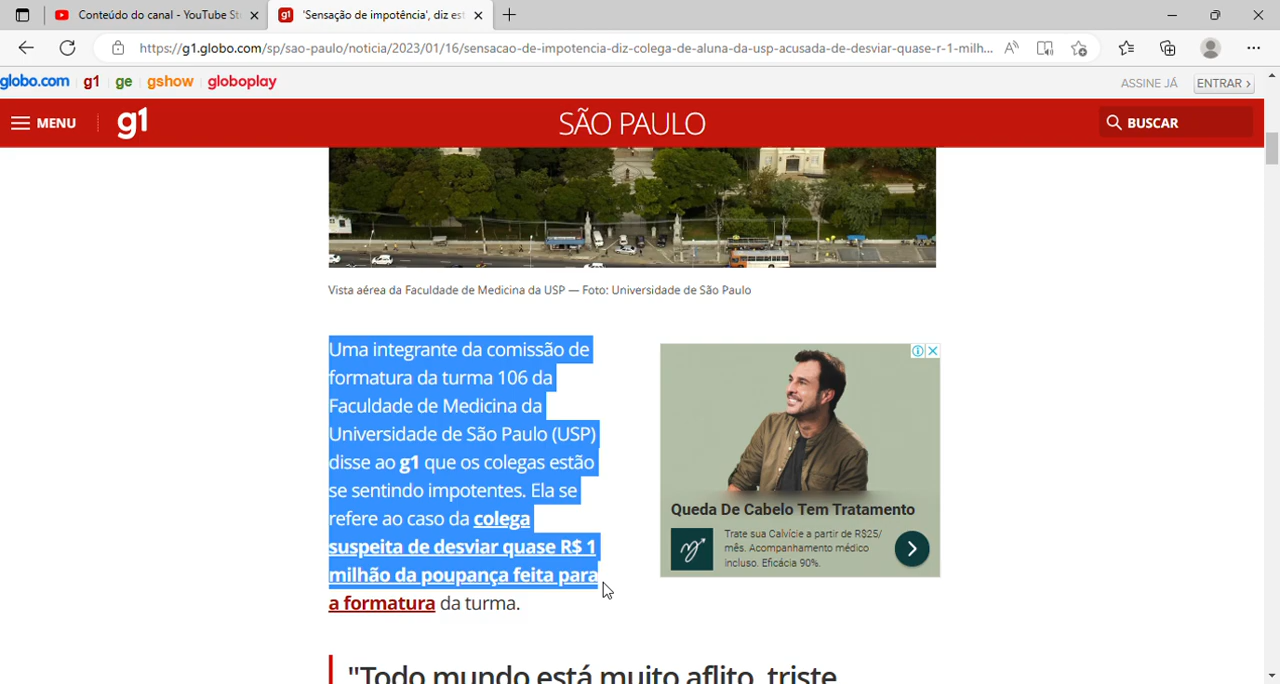 Conteúdo do canal - YouTube St
'Sensação de impotência', diz est
https://g1.globo.com/sp/sao-paulo/noticia/2023/01/16/sensacao-de-impotencia-diz-colega-de-aluna-da-usp-acusada-de-desviar-quase-r-1-milh...
globo.com g1 ge gshow globoplay
ASSINE JÁ ENTRAR ›
MENU g1 SÃO PAULO BUSCAR
Vista aérea da Faculdade de Medicina da USP — Foto: Universidade de São Paulo
Uma integrante da comissão de
formatura da turma 106 da
Faculdade de Medicina da
Universidade de São Paulo (USP)
disse ao g1 que os colegas estão
se sentindo impotentes. Ela se
refere ao caso da colega
suspeita de desviar quase R$ 1
milhão da poupança feita para
a formatura da turma.
Queda De Cabelo Tem Tratamento
Trate sua Calvície a partir de R$25/
mês. Acompanhamento médico
incluso. Eficácia 90%.
"Todo mundo está muito aflito, triste